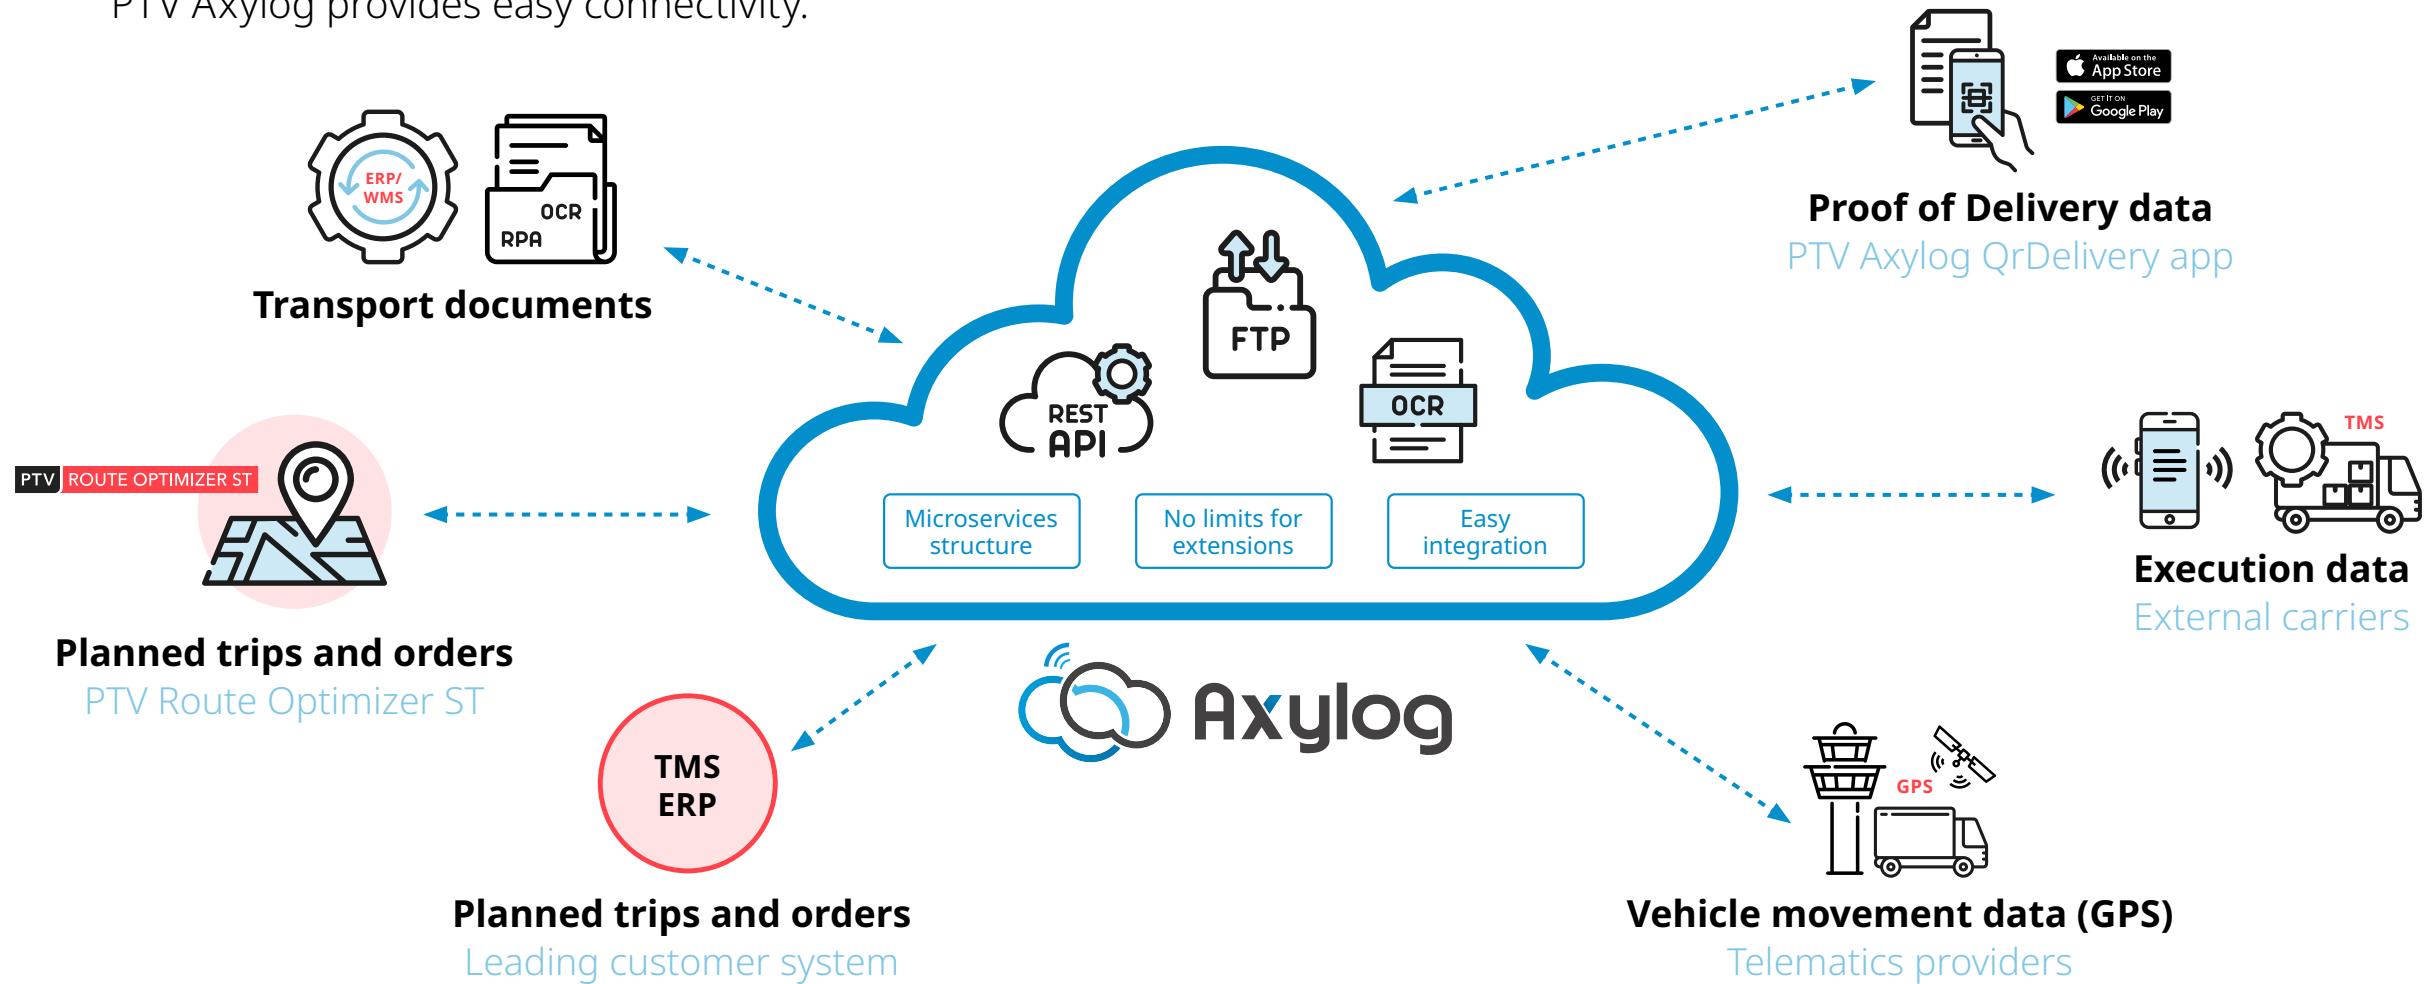 PTV Axylog provides easy connectivity.
Available on the
App Store
GET IT ON
Google Play
Proof of Delivery data
PTV Axylog QrDelivery app
ERP/
WMS
OCR
RPA
Transport documents
FTP
REST
API
OCR
Microservices
structure
No limits for
extensions
Easy
integration
TMS
Execution data
External carriers
PTV ROUTE OPTIMIZER ST
Planned trips and orders
PTV Route Optimizer ST
Axylog
TMS
ERP
Planned trips and orders
Leading customer system
GPS
Vehicle movement data (GPS)
Telematics providers